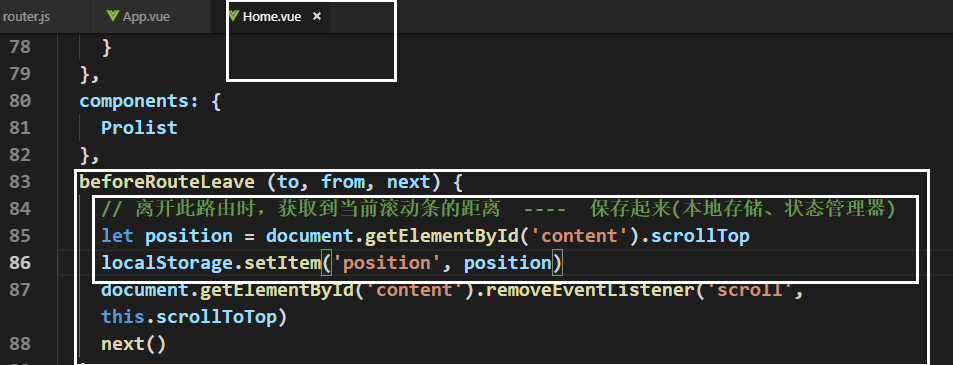 router.js App.vue Home.vue ×
78 }
79 },
80 components: {
81 Prolist
82 },
83 beforeRouteLeave (to, from, next) {
84 // 离开此路由时，获取到当前滚动条的距离 ---- 保存起来(本地存储、状态管理器)
85 let position = document.getElementById('content').scrollTop
86 localStorage.setItem('position', position)
87 document.getElementById('content').removeEventListener('scroll',
this.scrollToTop)
88 next()